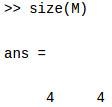 >> size(M)
ans =
4 4